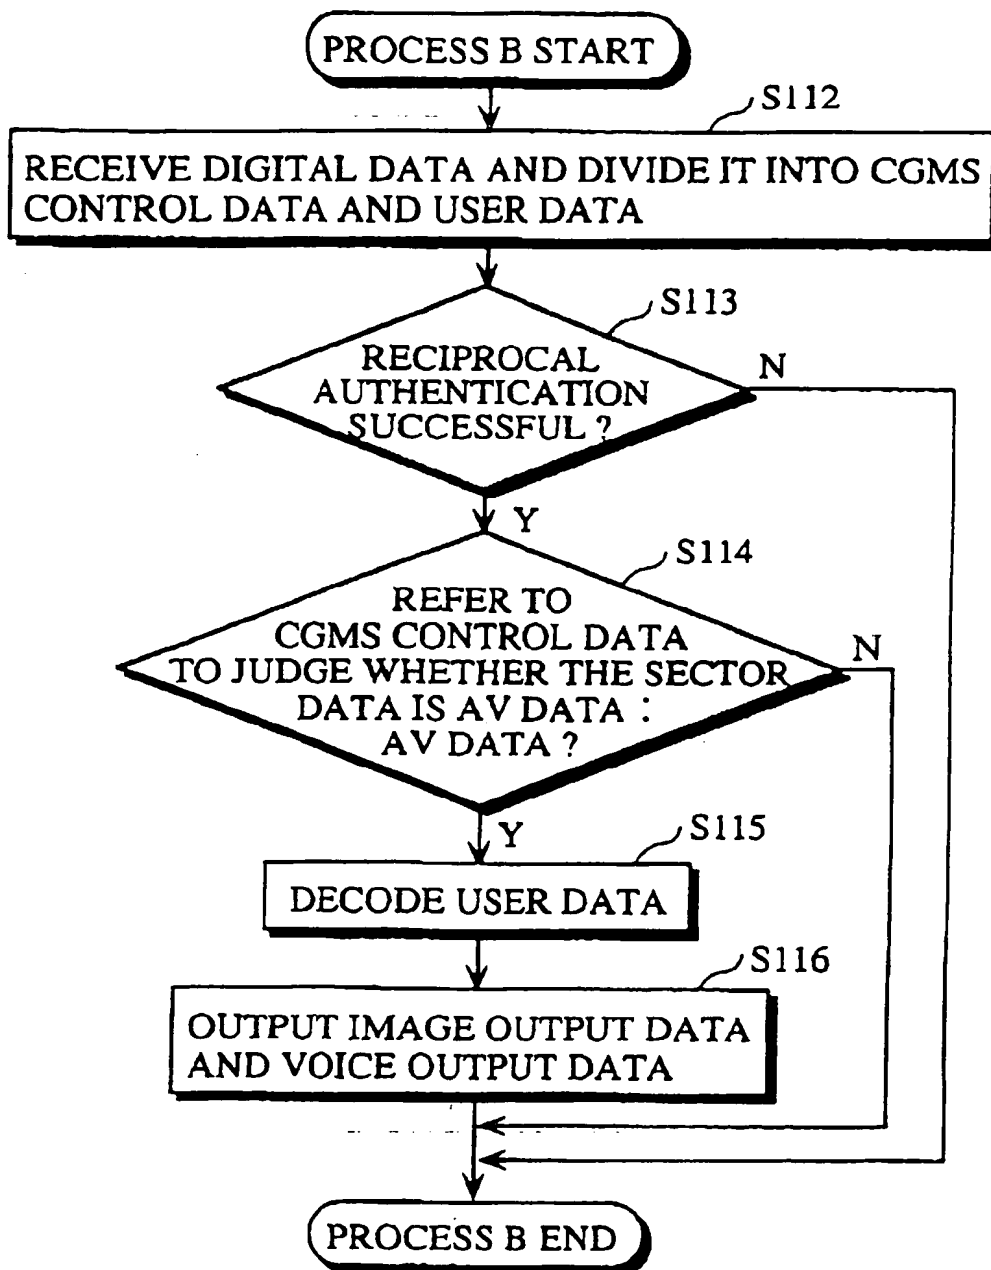 PROCESS B START
S112
RECEIVE DIGITAL DATA AND DIVIDE IT INTO CGMS
CONTROL DATA AND USER DATA
S113
RECIPROCAL
AUTHENTICATION
SUCCESSFUL ?
N
Y
S114
REFER TO
CGMS CONTROL DATA
TO JUDGE WHETHER THE SECTOR
DATA IS AV DATA :
AV DATA ?
N
Y
S115
DECODE USER DATA
S116
OUTPUT IMAGE OUTPUT DATA
AND VOICE OUTPUT DATA
PROCESS B END